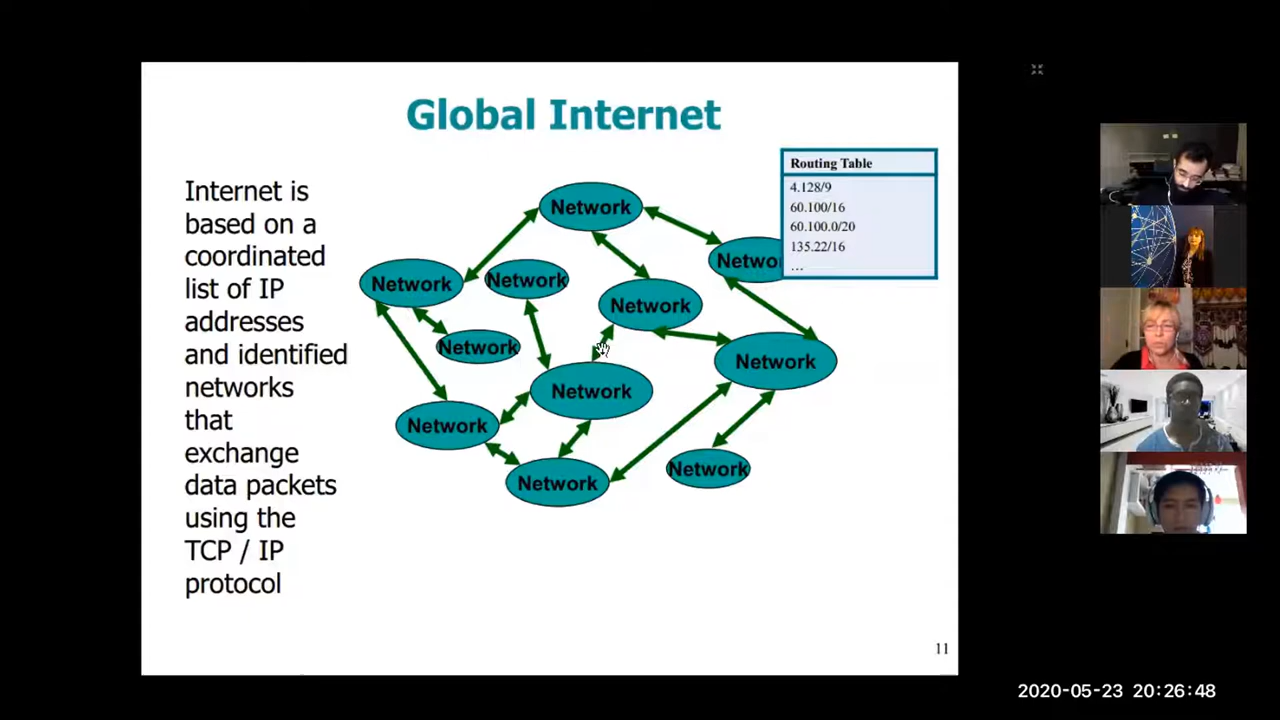 Global Internet
Internet is
based on a
coordinated
list of IP
addresses
and identified
networks
that
exchange
data packets
using the
TCP / IP
protocol
Network
Network
Network
Network
Network
Network
Network
Network
Network
Network
Network
Routing Table
4.128/9
60.100/16
60.100.0/20
135.22/16
...
11
2020-05-23 20:26:48